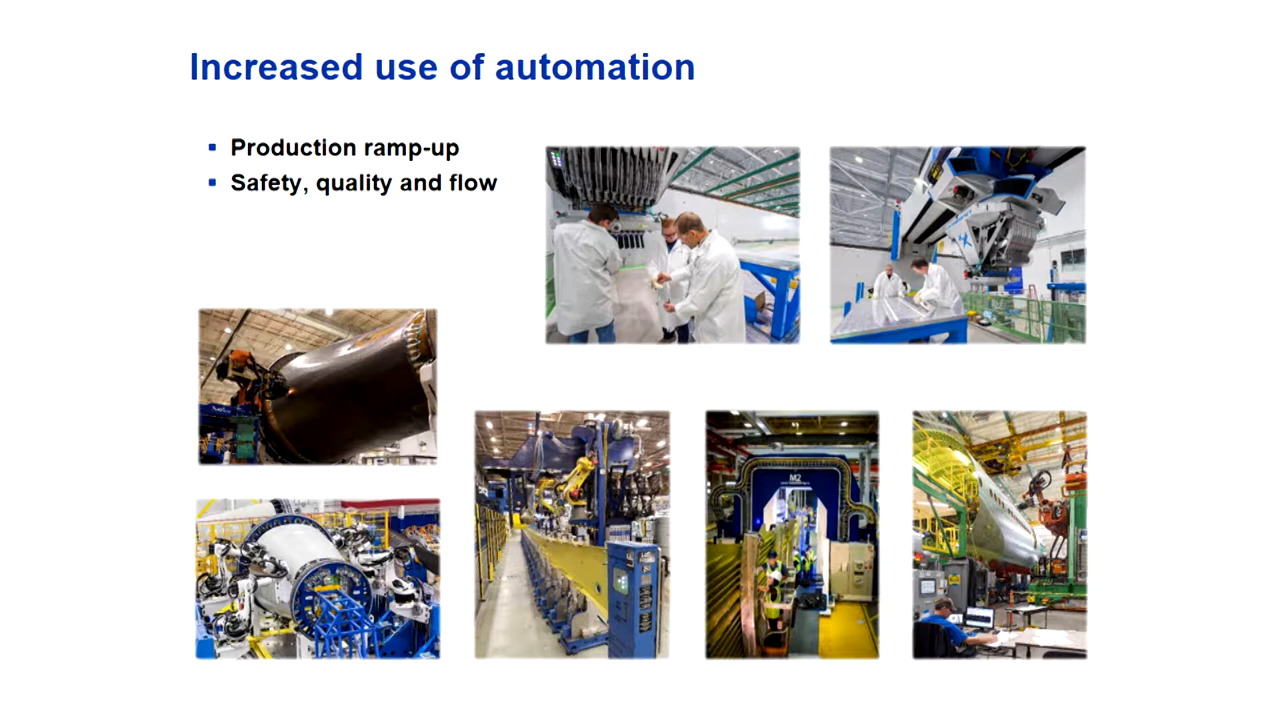 Increased use of automation
Production ramp-up
Safety, quality and flow
M2